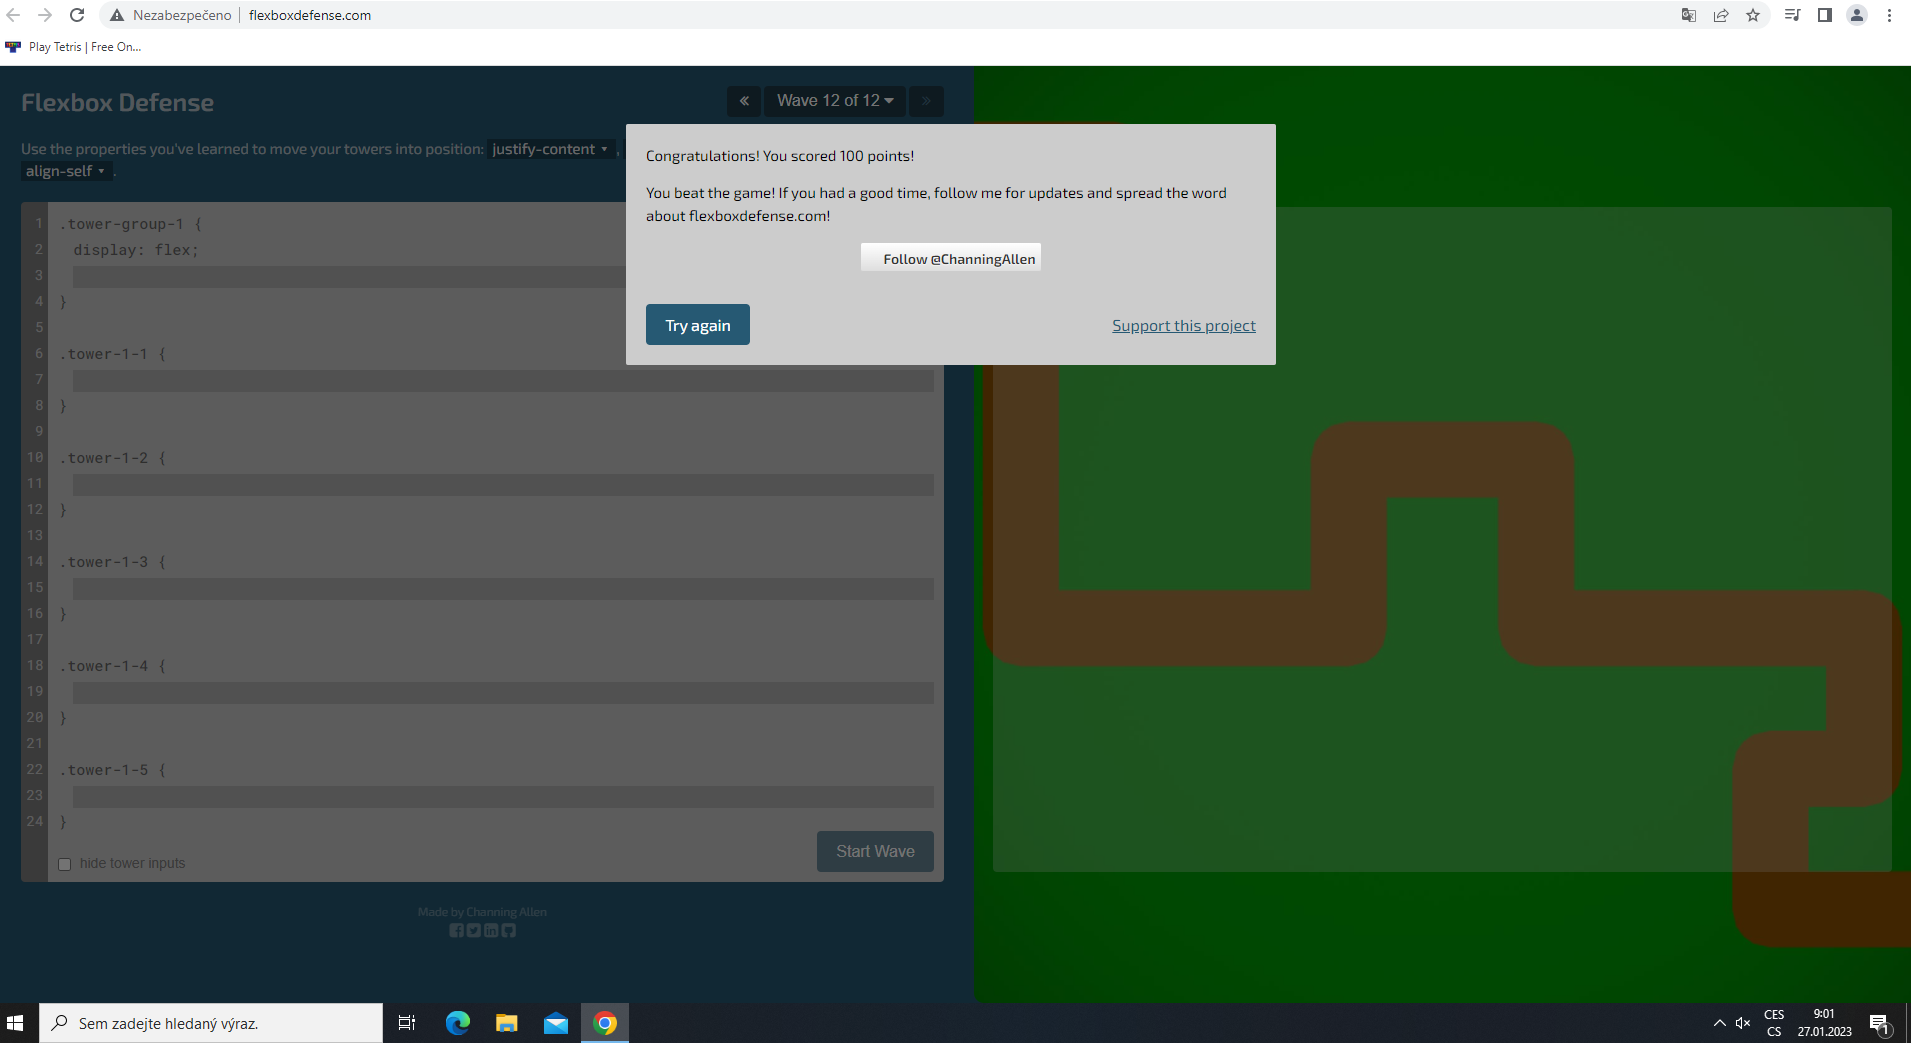 Nezabezpečeno | flexboxdefense.com
Play Tetris | Free On...
Flexbox Defense
« Wave 12 of 12 »
Use the properties you've learned to move your towers into position: justify-content ,
align-self .
Congratulations! You scored 100 points!
You beat the game! If you had a good time, follow me for updates and spread the word
about flexboxdefense.com!
Follow @ChanningAllen
Try again
Support this project
1 .tower-group-1 {
2 display: flex;
3
4 }
5
6 .tower-1-1 {
7
8 }
9
10 .tower-1-2 {
11
12 }
13
14 .tower-1-3 {
15
16 }
17
18 .tower-1-4 {
19
20 }
21
22 .tower-1-5 {
23
24 }
hide tower inputs
Start Wave
Made by Channing Allen
Sem zadejte hledaný výraz.
CES
CS
9:01
27.01.2023
1